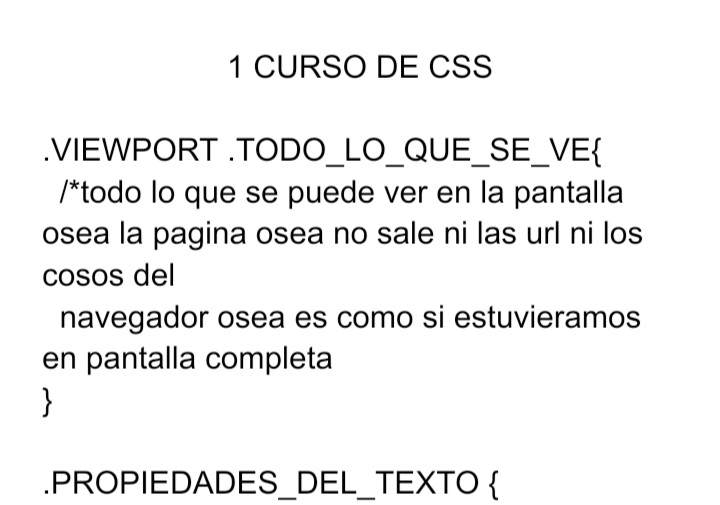 1 CURSO DE CSS
.VIEWPORT .TODO_LO_QUE_SE_VE{
/*todo lo que se puede ver en la pantalla
osea la pagina osea no sale ni las url ni los
cosos del
navegador osea es como si estuvieramos
en pantalla completa
}
.PROPIEDADES_DEL_TEXTO {